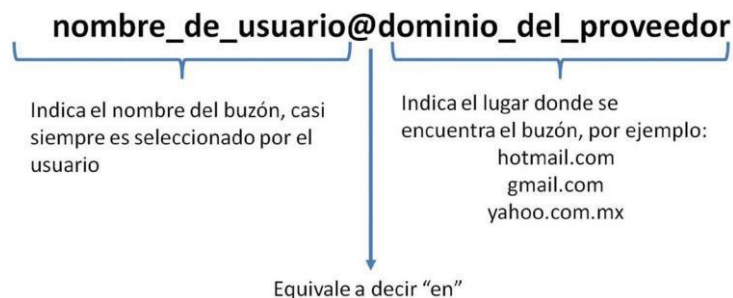 nombre_de_usuario@dominio_del_proveedor
Indica el nombre del buzón, casi
siempre es seleccionado por el
usuario
Indica el lugar donde se
encuentra el buzón, por ejemplo:
hotmail.com
gmail.com
yahoo.com.mx
Equivale a decir “en”